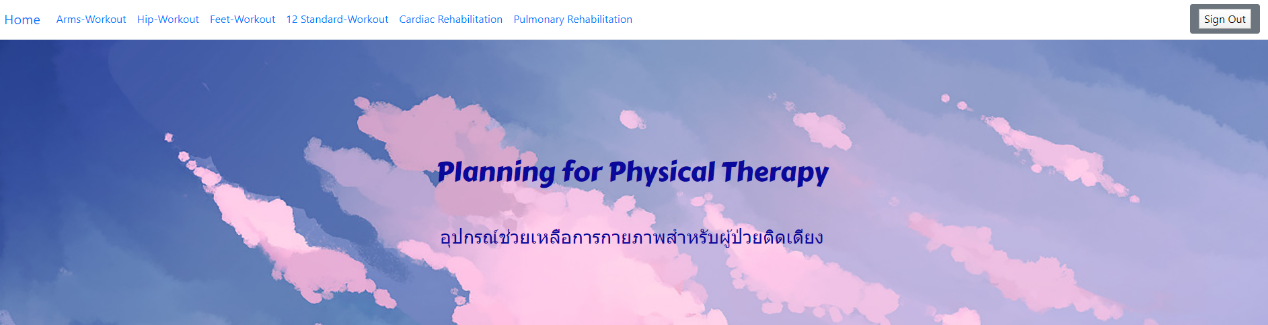 Home Arms-Workout Hip-Workout Feet-Workout 12 Standard-Workout Cardiac Rehabilitation Pulmonary Rehabilitation Sign Out
Planning for Physical Therapy
อุปกรณ์ช่วยเหลือการกายภาพสำหรับผู้ป่วยติดเตียง